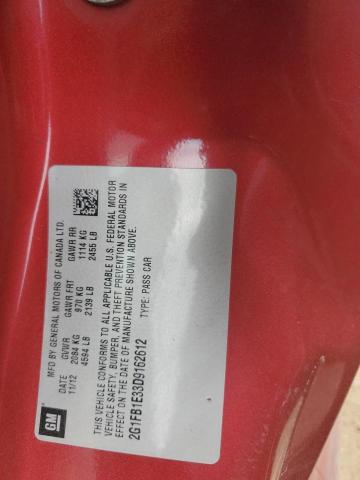 MFD BY GENERAL MOTORS OF CANADA LTD.
DATE GVWR GAWR FRT GAWR RR
11/12 2084 KG 970 KG 1114 KG
4594 LB 2139 LB 2455 LB
THIS VEHICLE CONFORMS TO ALL APPLICABLE U.S. FEDERAL MOTOR
VEHICLE SAFETY, BUMPER, AND THEFT PREVENTION STANDARDS IN
EFFECT ON THE DATE OF MANUFACTURE SHOWN ABOVE.
2G1FB1E33D9162612 TYPE: PASS CAR
GM